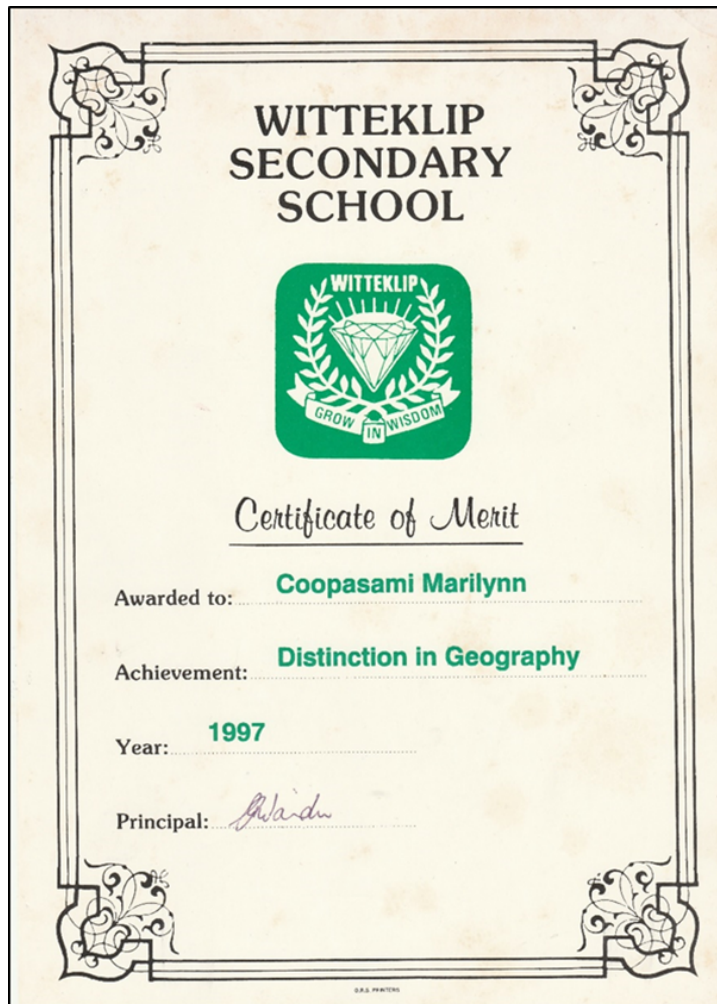 WITTEKLIP
SECONDARY
SCHOOL
WITTEKLIP
GROW IN WISDOM
Certificate of Merit
Awarded to: Coopasami Marilynn
Achievement: Distinction in Geography
Year: 1997
Principal:
PRINTERS